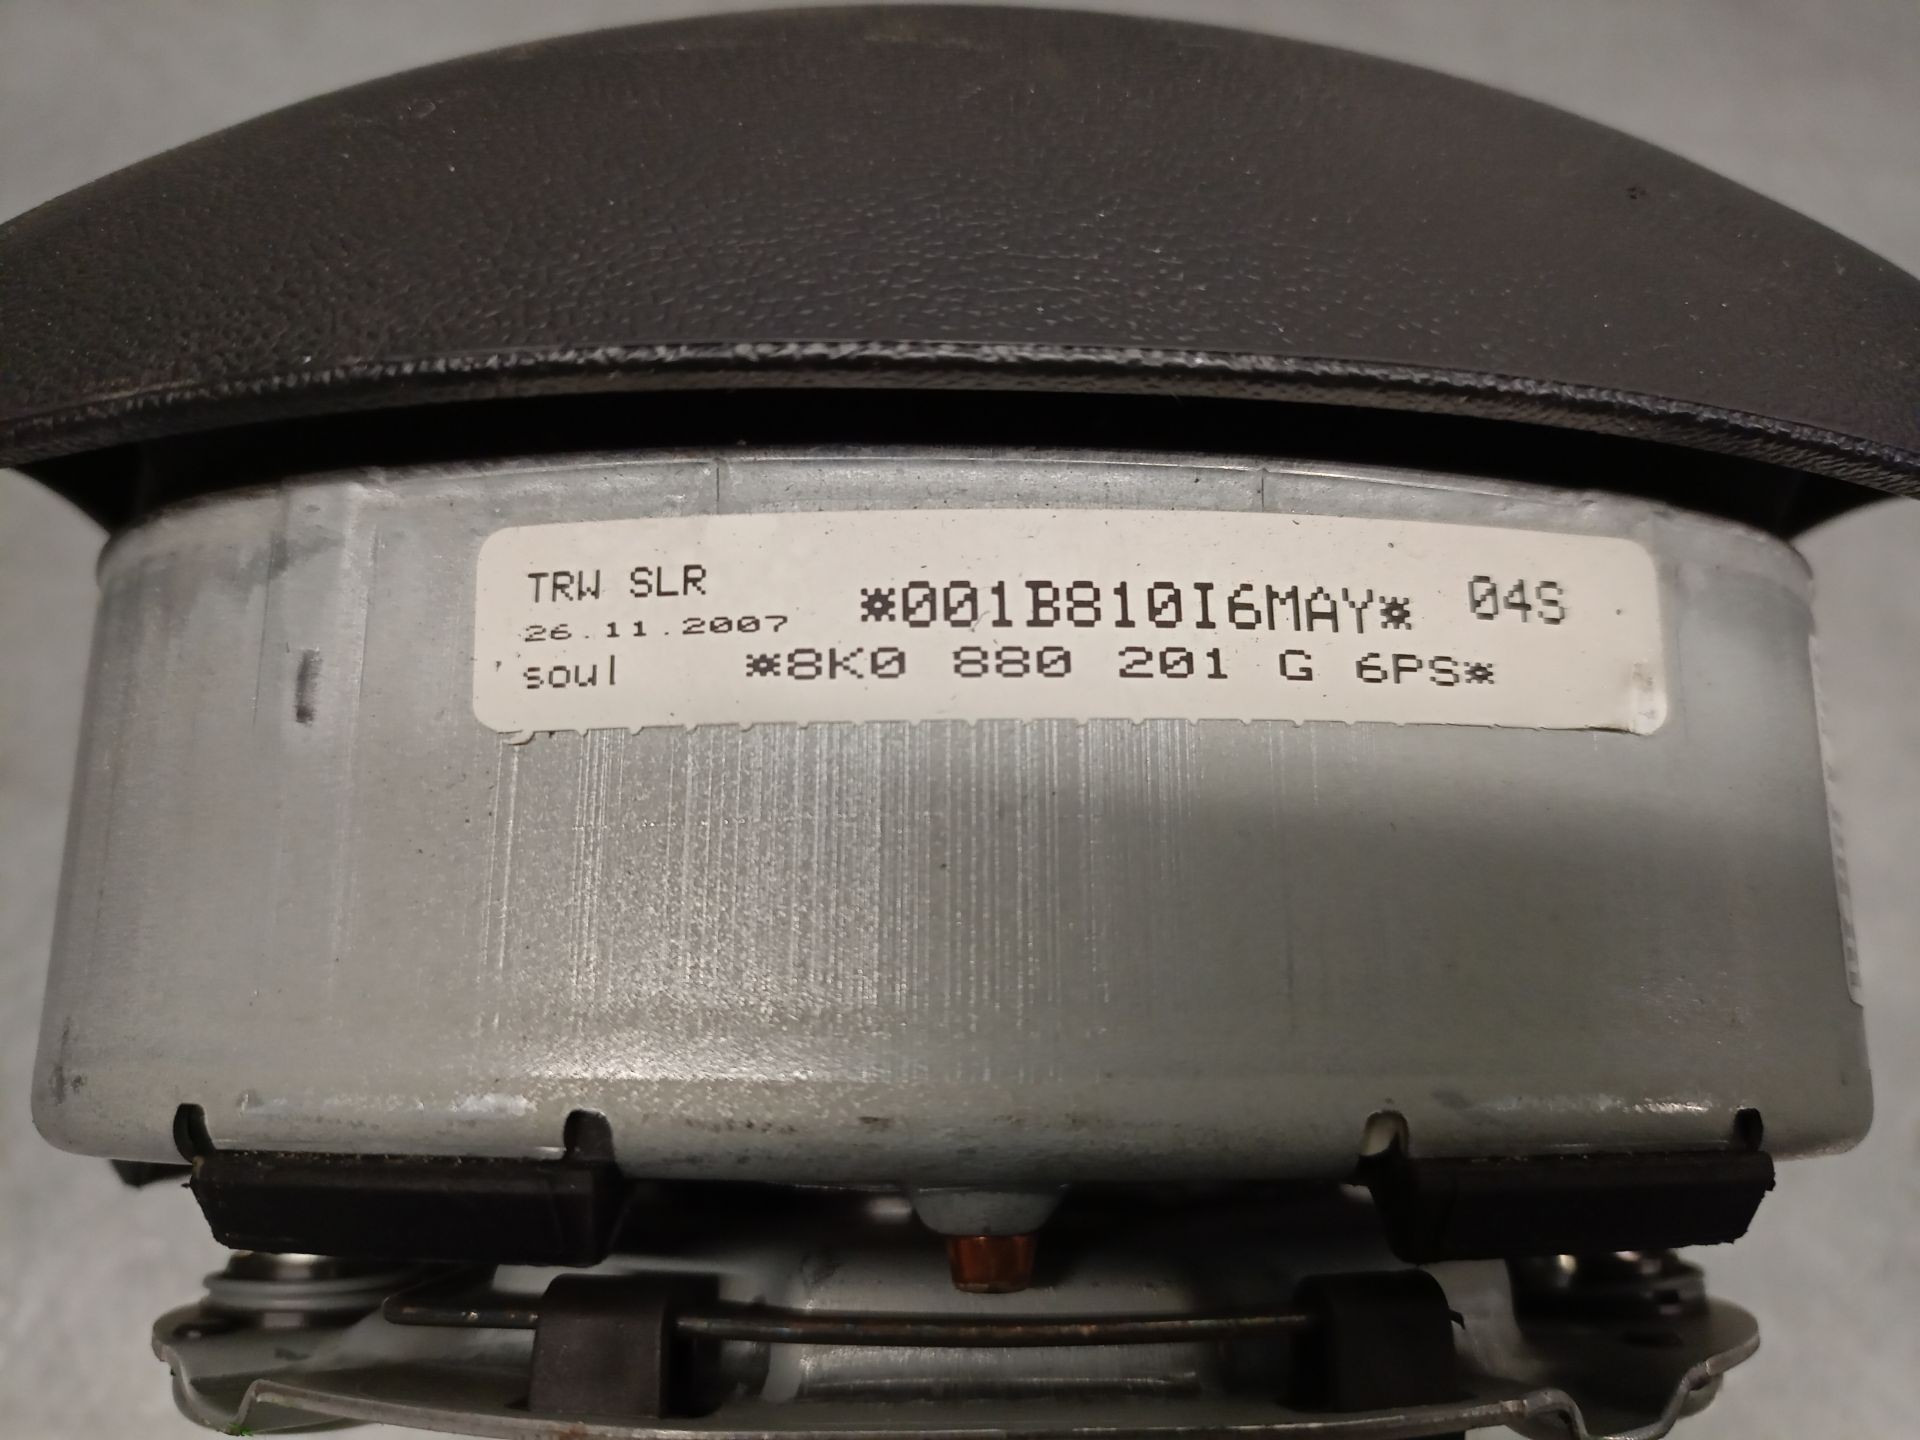 TRW SLR *001B810I6MAY* 04S
26.11.2007
soul *8K0 880 201 G 6PS*